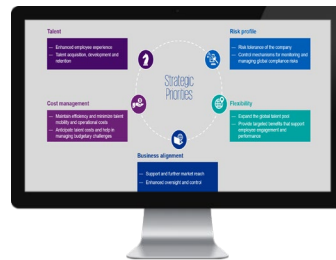 Talent
— Enhanced employee experience
— Talent acquisition, development and
retention
Risk profile
— Risk tolerance of the company
— Control mechanisms for monitoring and
managing global compliance risks
Strategic
Priorities
Cost management
— Maintain efficiency and minimize talent
mobility and operational costs
— Anticipate talent costs and help in
managing budgetary challenges
Flexibility
— Expand the global talent pool
— Provide targeted benefits that support
employee engagement and
performance
Business alignment
— Support and further market reach
— Enhanced oversight and control